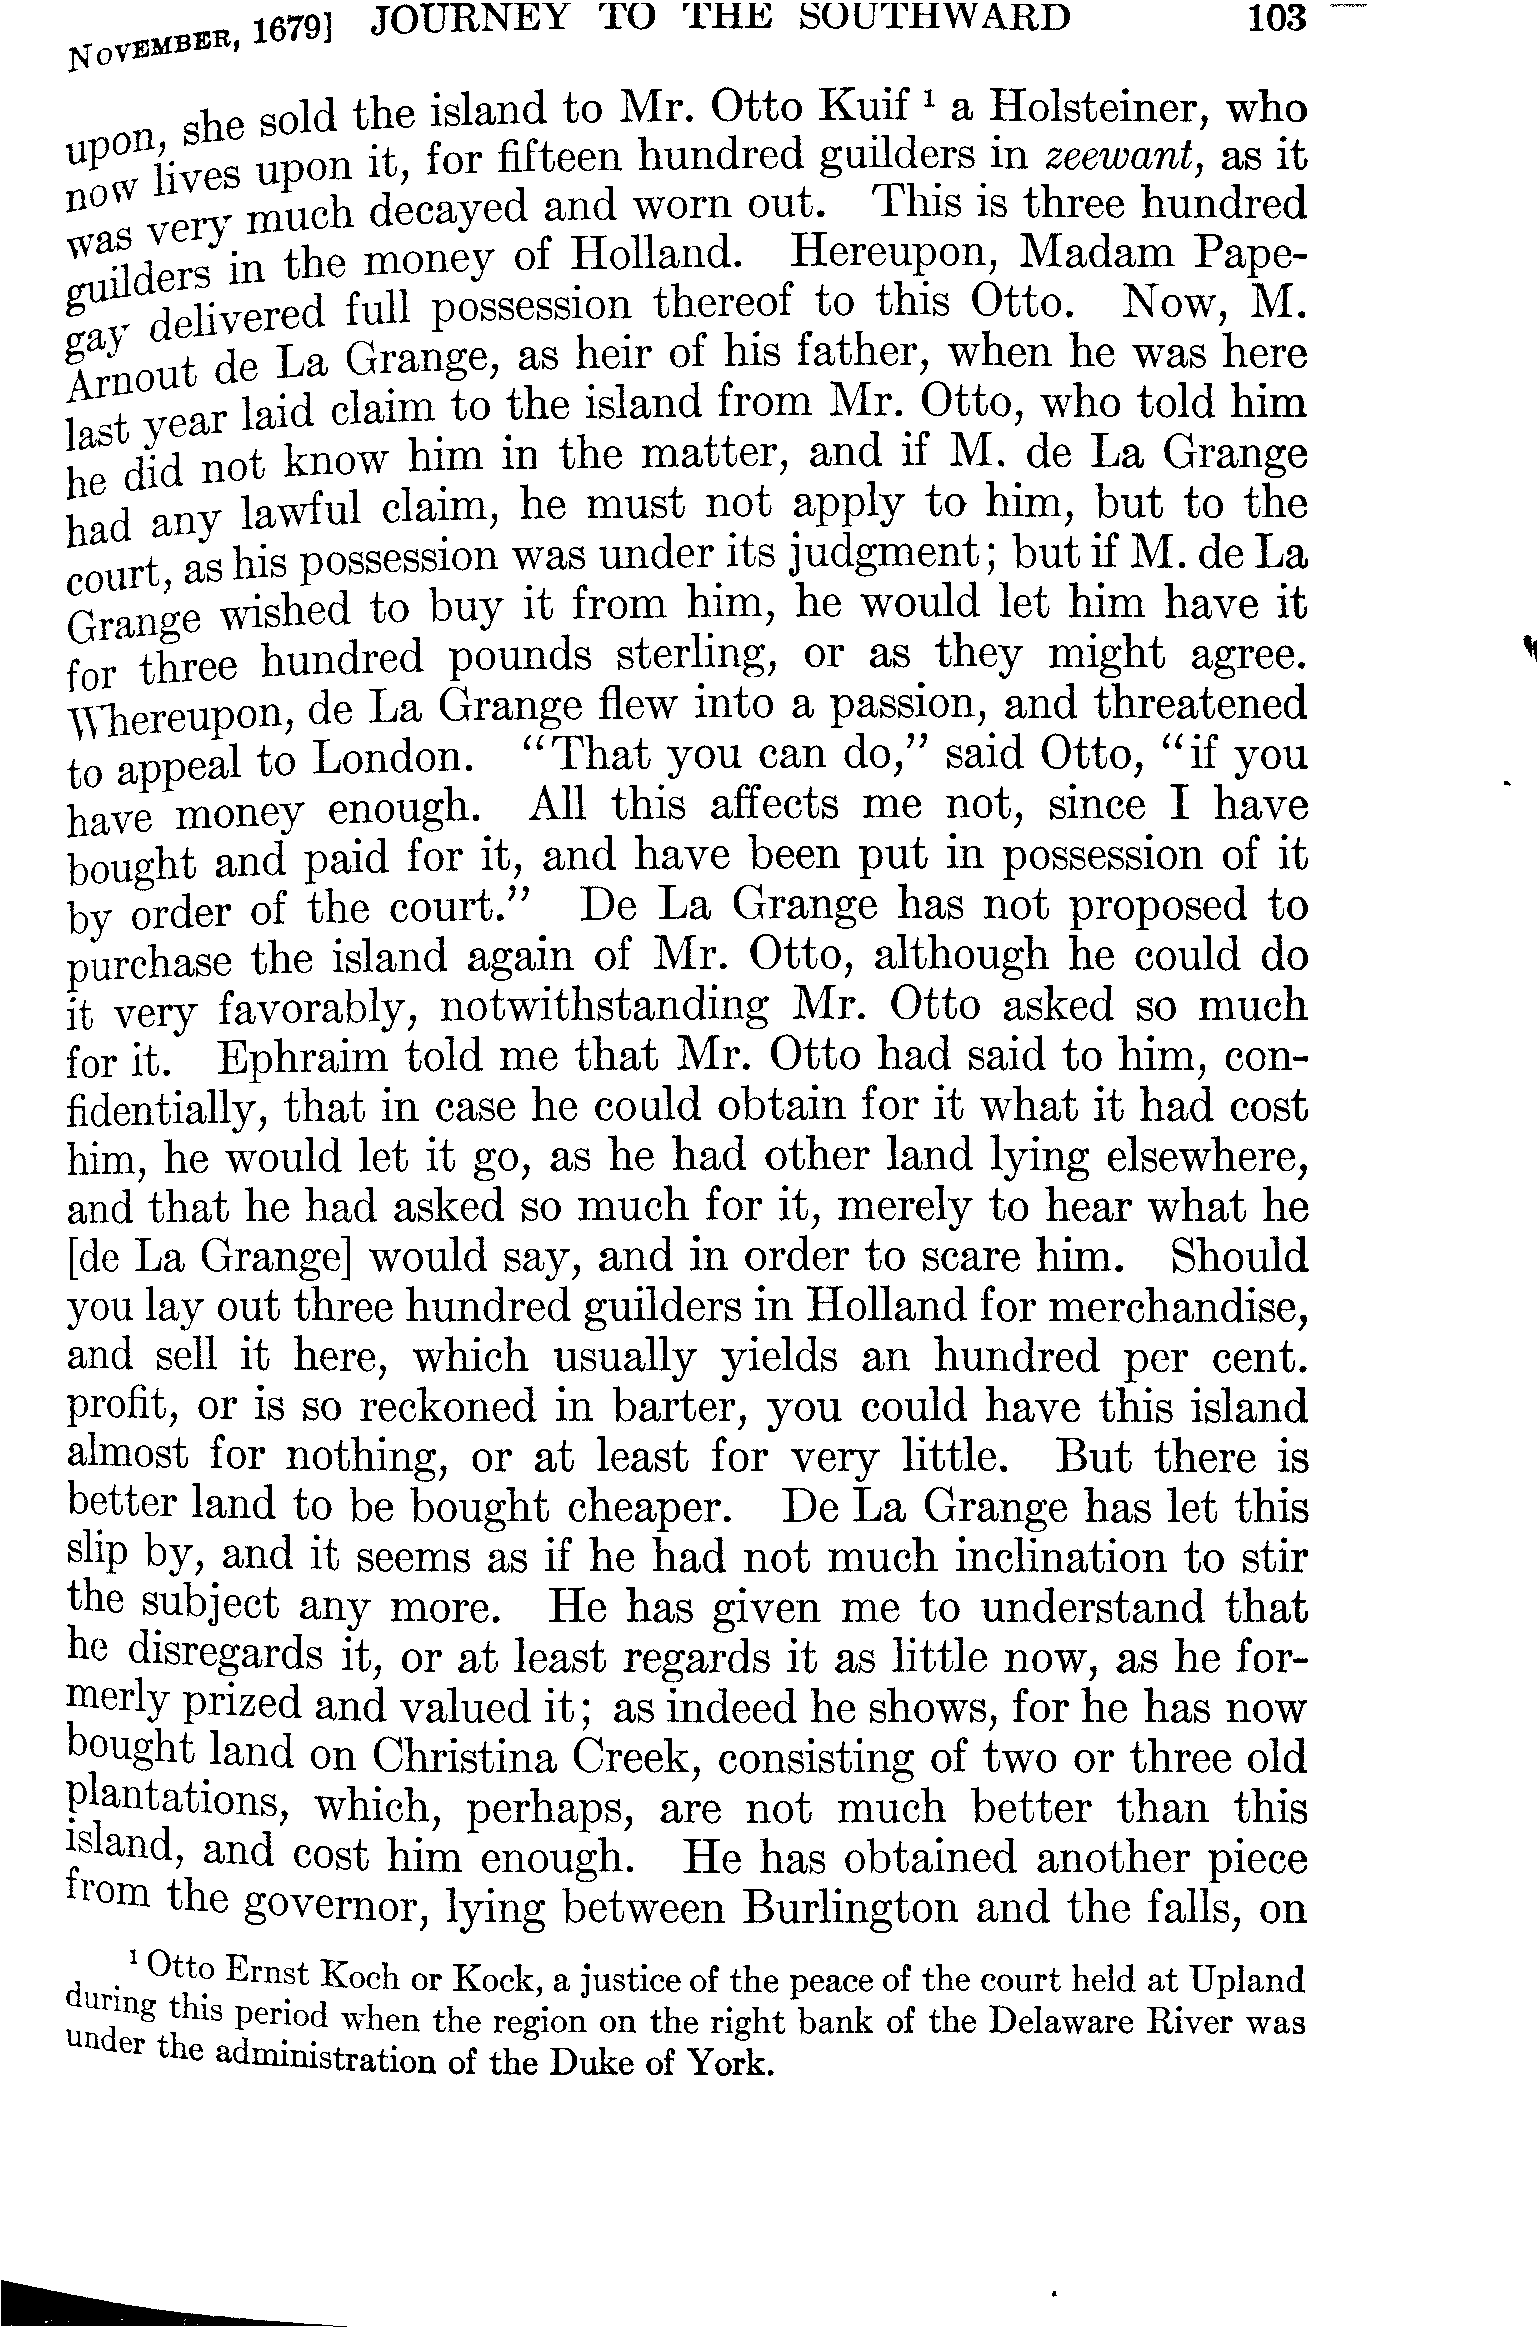 NOVEMBER, 1679] JOURNEY TO THE SOUTHWARD 103
upon, she sold the island to Mr. Otto Kuif ¹ a Holsteiner, who
now lives upon it, for fifteen hundred guilders in zeewant, as it
was very much decayed and worn out. This is three hundred
guilders in the money of Holland. Hereupon, Madam Pape-
gay delivered full possession thereof to this Otto. Now, M.
Arnout de La Grange, as heir of his father, when he was here
last year laid claim to the island from Mr. Otto, who told him
he did not know him in the matter, and if M. de La Grange
had any lawful claim, he must not apply to him, but to the
court, as his possession was under its judgment; but if M. de La
Grange wished to buy it from him, he would let him have it
for three hundred pounds sterling, or as they might agree.
Whereupon, de La Grange flew into a passion, and threatened
to appeal to London. “That you can do,” said Otto, “if you
have money enough. All this affects me not, since I have
bought and paid for it, and have been put in possession of it
by order of the court.” De La Grange has not proposed to
purchase the island again of Mr. Otto, although he could do
it very favorably, notwithstanding Mr. Otto asked so much
for it. Ephraim told me that Mr. Otto had said to him, con-
fidentially, that in case he could obtain for it what it had cost
him, he would let it go, as he had other land lying elsewhere,
and that he had asked so much for it, merely to hear what he
[de La Grange] would say, and in order to scare him. Should
you lay out three hundred guilders in Holland for merchandise,
and sell it here, which usually yields an hundred per cent.
profit, or is so reckoned in barter, you could have this island
almost for nothing, or at least for very little. But there is
better land to be bought cheaper. De La Grange has let this
slip by, and it seems as if he had not much inclination to stir
the subject any more. He has given me to understand that
he disregards it, or at least regards it as little now, as he for-
merly prized and valued it; as indeed he shows, for he has now
bought land on Christina Creek, consisting of two or three old
plantations, which, perhaps, are not much better than this
island, and cost him enough. He has obtained another piece
from the governor, lying between Burlington and the falls, on
¹ Otto Ernst Koch or Kock, a justice of the peace of the court held at Upland
during this period when the region on the right bank of the Delaware River was
under the administration of the Duke of York.